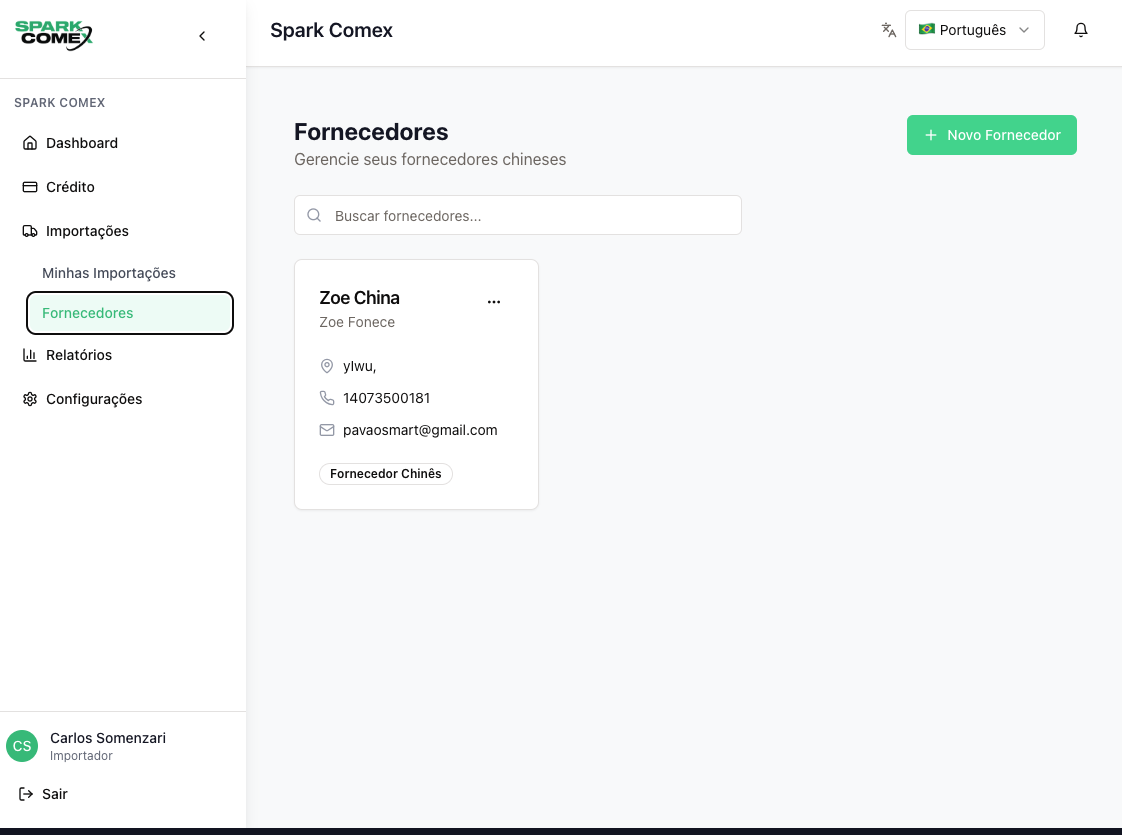 SPARK
COMEX
Spark Comex
Português
SPARK COMEX
Dashboard
Crédito
Importações
Minhas Importações
Fornecedores
Relatórios
Configurações
Fornecedores
Gerencie seus fornecedores chineses
+ Novo Fornecedor
Buscar fornecedores...
Zoe China
...
Zoe Fonece
yIwu,
14073500181
pavaosmart@gmail.com
Fornecedor Chinês
CS
Carlos Somenzari
Importador
Sair